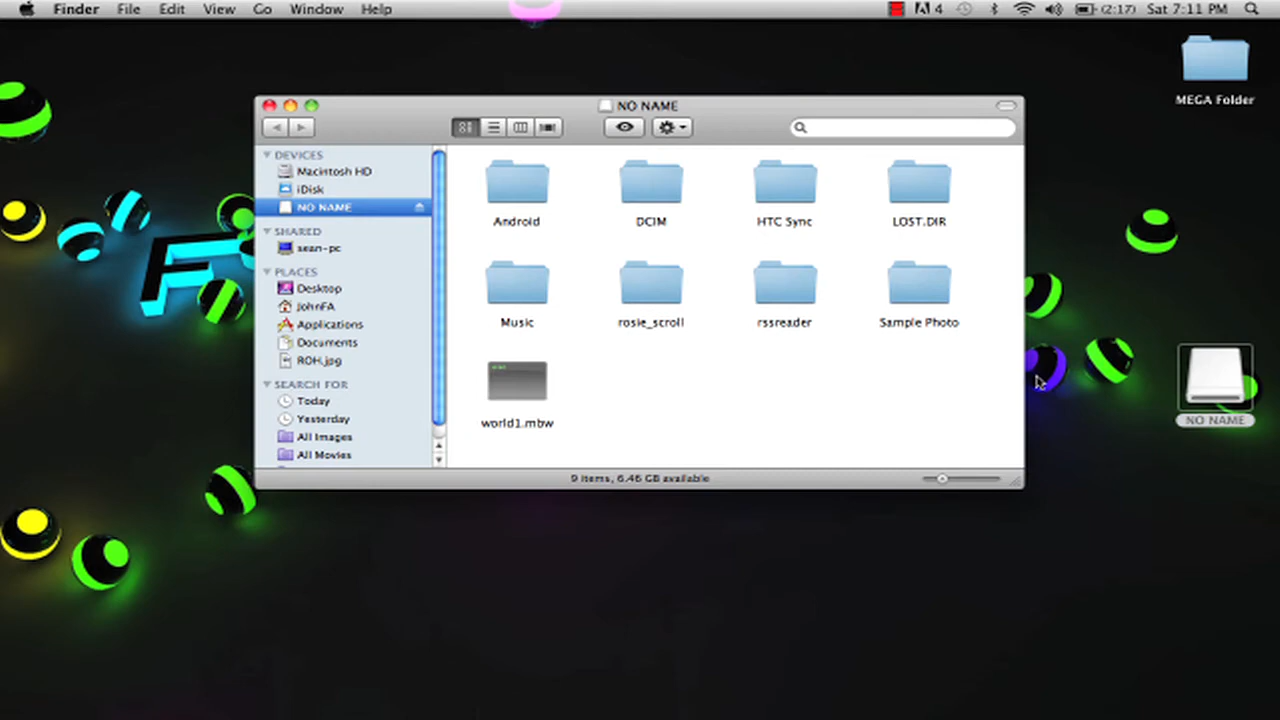 Finder File Edit View Go Window Help 4 (2:17) Sat 7:11 PM
MEGA Folder
NO NAME
DEVICES
Macintosh HD
iDisk
NO NAME
SHARED
sean-pc
PLACES
Desktop
JohnFA
Applications
Documents
ROH.jpg
SEARCH FOR
Today
Yesterday
All Images
All Movies
Android DCIM HTC Sync LOST.DIR
Music rosie_scroll rssreader Sample Photo
world1.mbw
9 items, 6.46 GB available
NO NAME
F